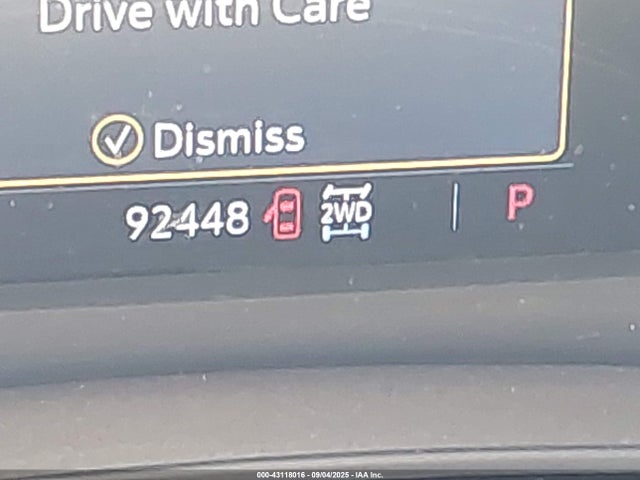 Drive with Care
Dismiss
92448 2WD P
000-43118016 - 09/04/2025 - IAA Inc.